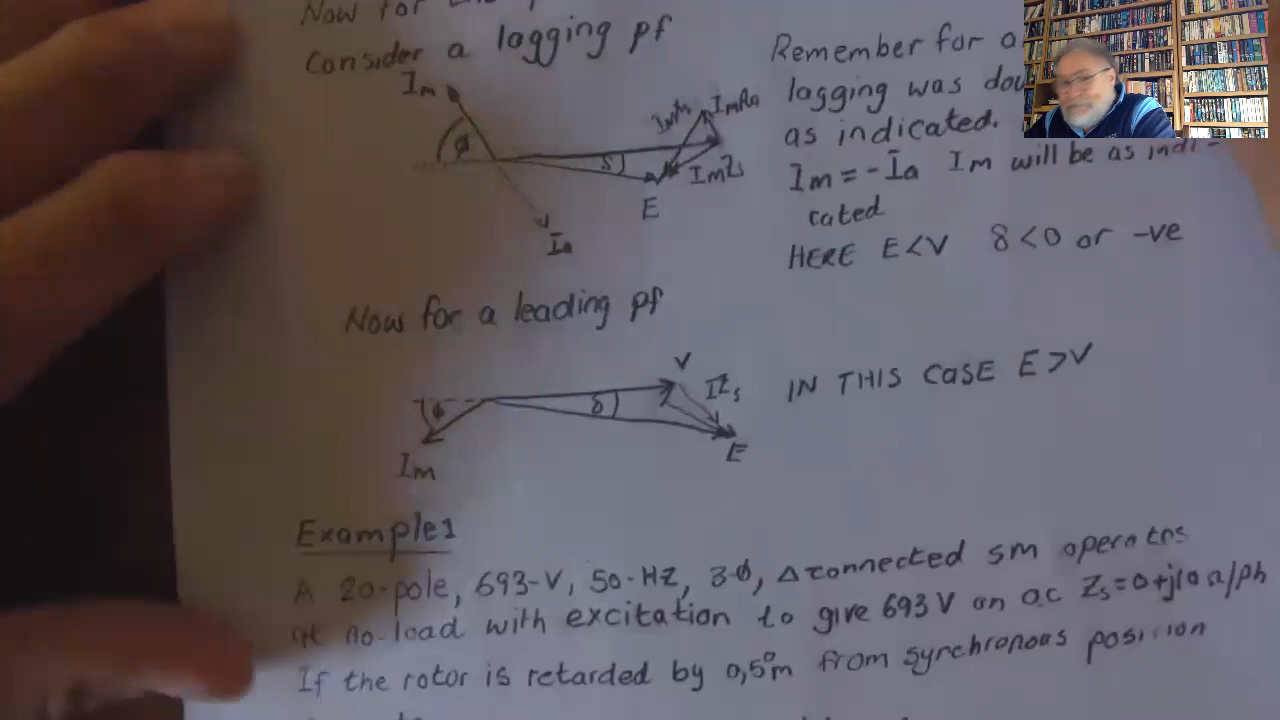 Now for
Consider a lagging pf
Im
φ
δ
E
Ia
ImRa
ImZs
Remember for a
lagging was
as indicated.
Im = -Ia Im will be as indi-
cated
HERE E<V δ<0 or -ve
Now for a leading pf
V
IZs
δ
φ
E
Im
IN THIS CASE E>V
Example1
A 20-pole, 693-V, 50-HZ, 3-φ, Δ connected sm operates
at no-load with excitation to give 693 V on oc Zs=0+j10 Ω/ph
If the rotor is retarded by 0,5°m from synchronous position